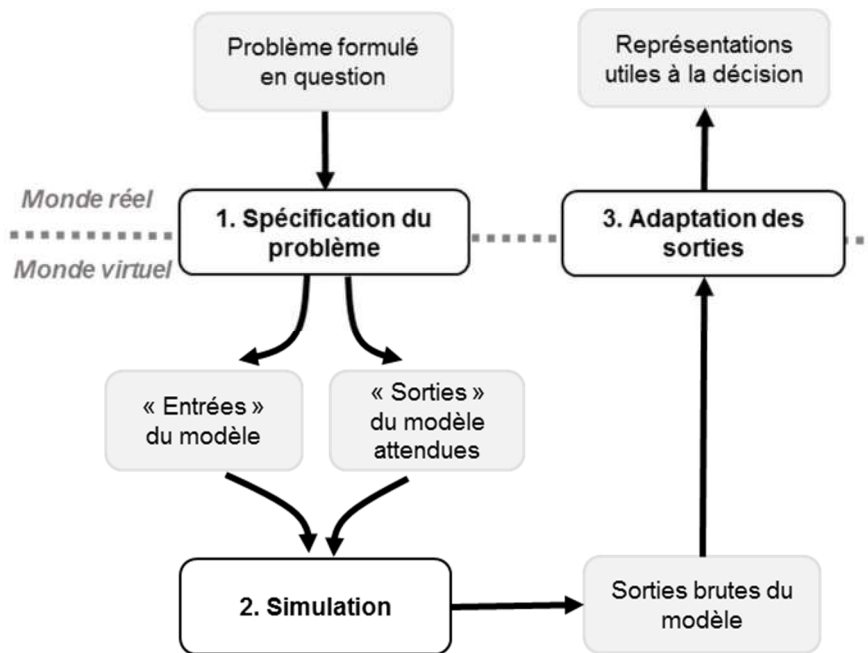 Problème formulé
en question
Représentations
utiles à la décision
Monde réel
1. Spécification du
problème
3. Adaptation des
sorties
Monde virtuel
« Entrées »
du modèle
« Sorties »
du modèle
attendues
2. Simulation
Sorties brutes du
modèle